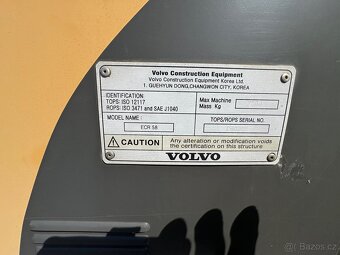 Volvo Construction Equipment
Volvo Construction Equipment Korea Ltd.
1. GUEHYUN DONG, CHANGWON CITY, KOREA
IDENTIFICATION:
TOPS: ISO 12117
ROPS: ISO 3471 and SAE J1040
Max Machine
Mass Kg
MODEL NAME :
ECR 58
TOPS/ROPS SERIAL NO.
CAUTION
Any alteration or modification voids
the certification on this structure
VOLVO
Bazoš.cz